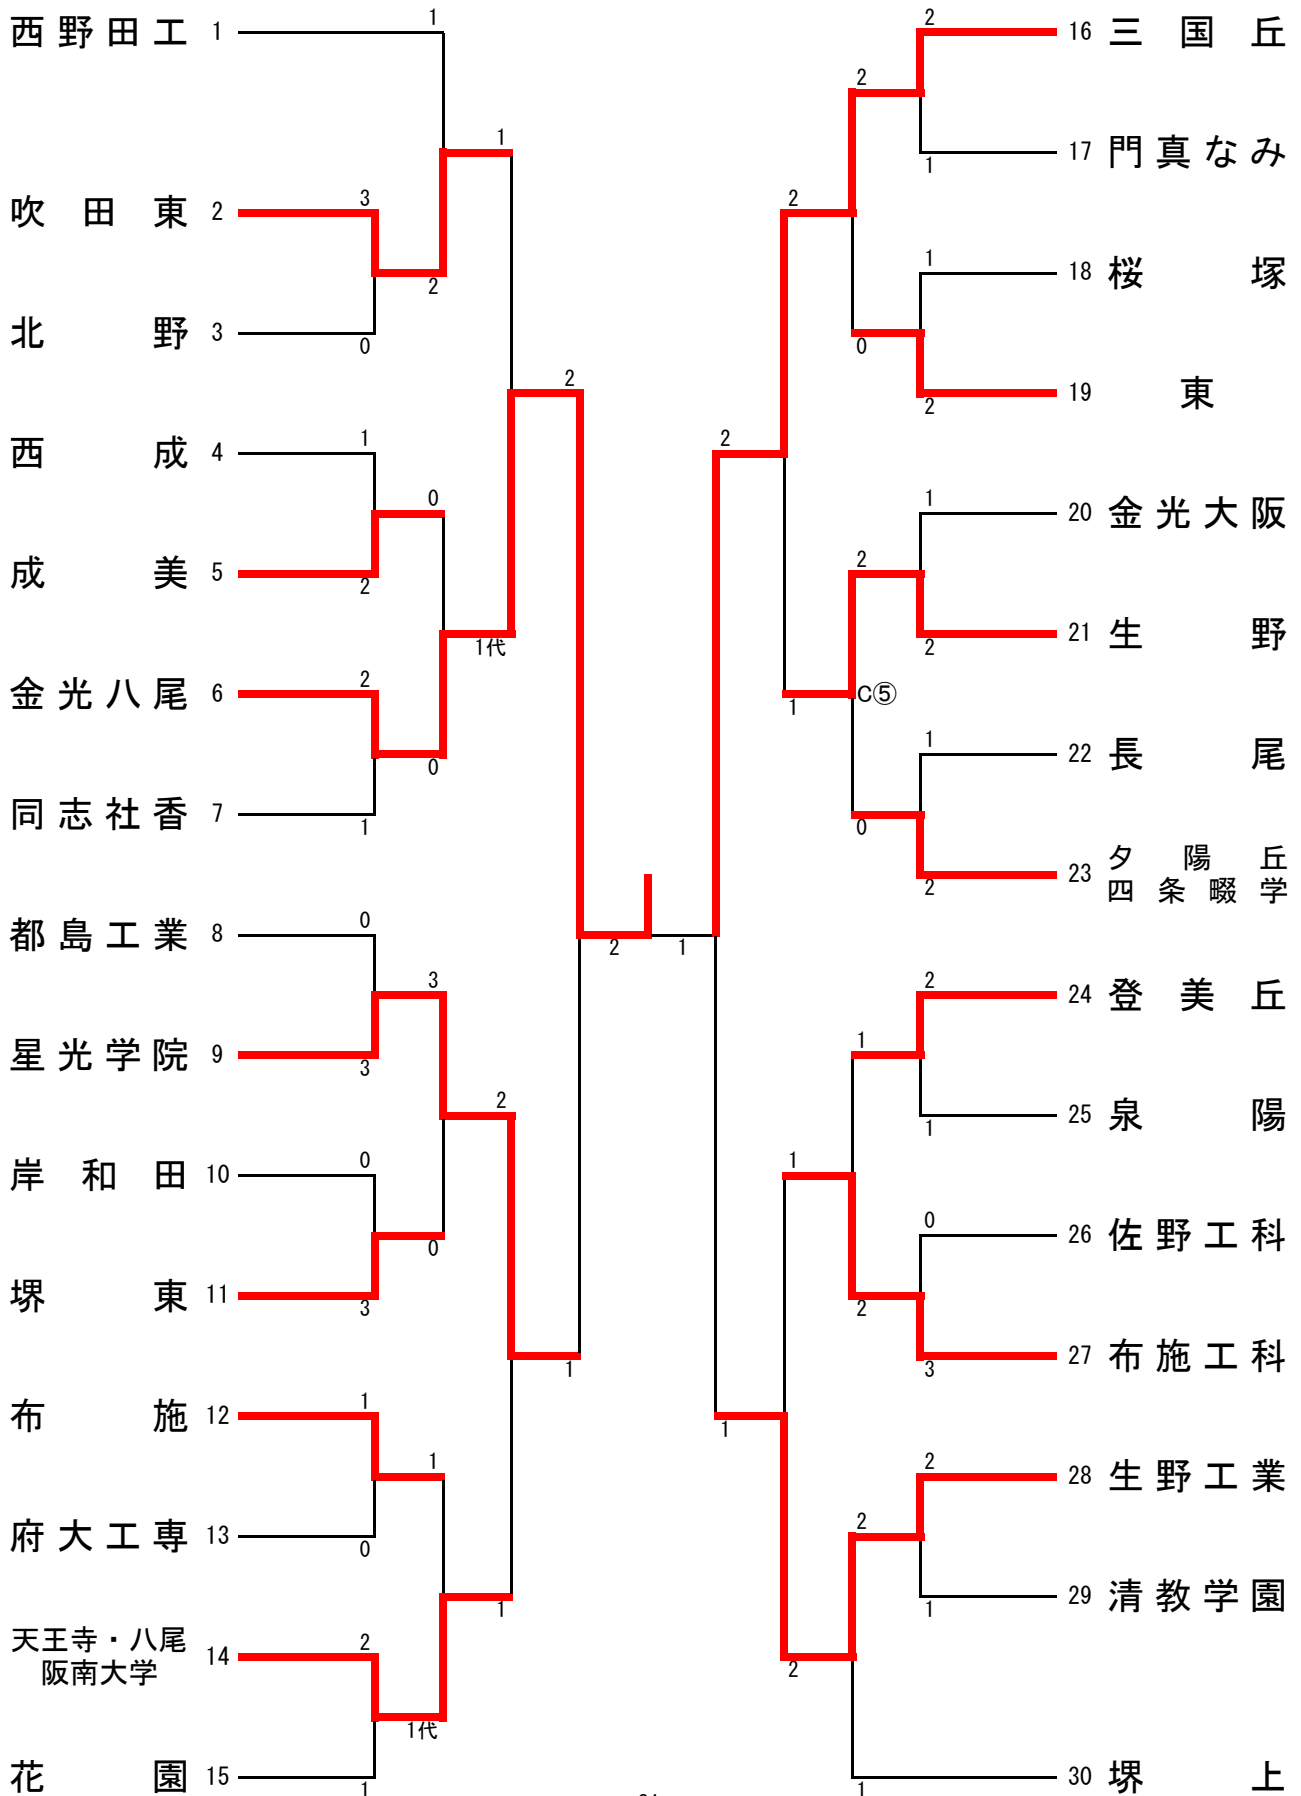 西野田工 1
吹田東 2
北野 3
西成 4
成美 5
金光八尾 6
同志社香 7
都島工業 8
星光学院 9
岸和田 10
堺東 11
布施 12
府大工専 13
天王寺・八尾
阪南大学 14
花園 15
1
3
0
2
1
1
2
0
2
1
0
1代
2
0
3
3
0
3
0
2
1
0
1
2
1
1代
1
1
2
1
2
1
16 三国丘
17 門真なみ
18 桜塚
19 東
20 金光大阪
21 生野
22 長尾
23 夕陽丘
四条畷学
24 登美丘
25 泉陽
26 佐野工科
27 布施工科
28 生野工業
29 清教学園
30 堺上
2
1
2
1
2
0
2
1
2
2
C⑤
1
1
2
0
2
2
1
1
0
3
2
1
2
1
2
1
2
1